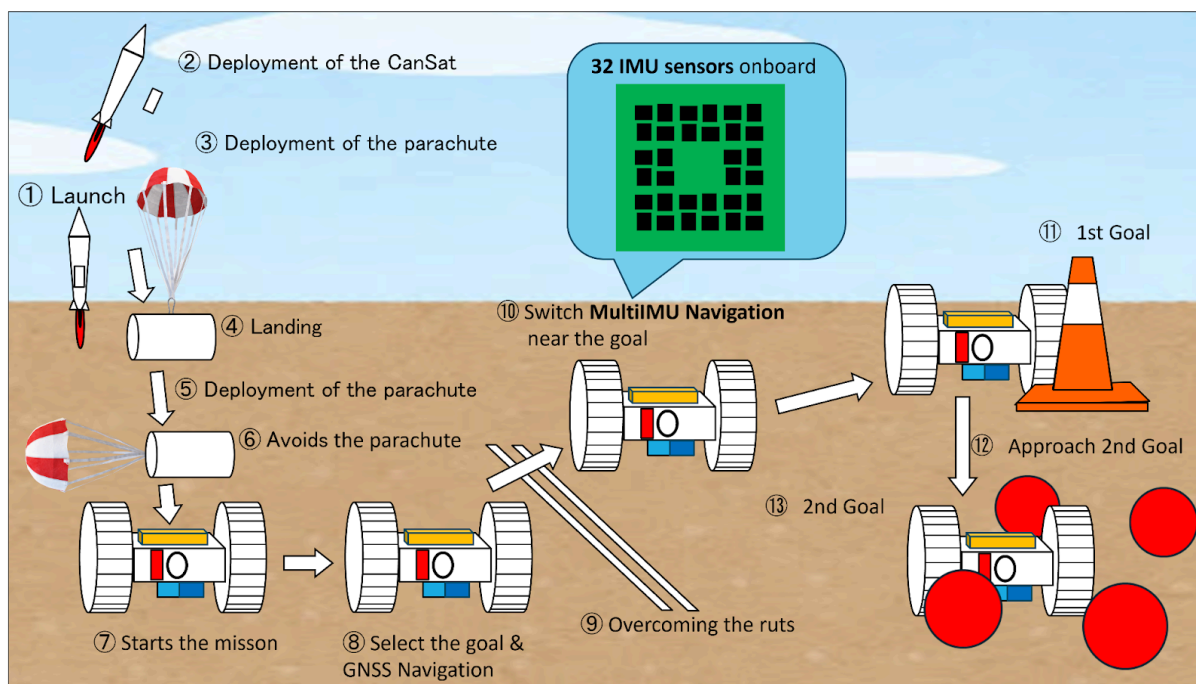 ① Launch
② Deployment of the CanSat
③ Deployment of the parachute
④ Landing
⑤ Deployment of the parachute
⑥ Avoids the parachute
⑦ Starts the misson
⑧ Select the goal &
GNSS Navigation
⑨ Overcoming the ruts
32 IMU sensors onboard
⑩ Switch MultiIMU Navigation
near the goal
⑪ 1st Goal
⑫ Approach 2nd Goal
⑬ 2nd Goal